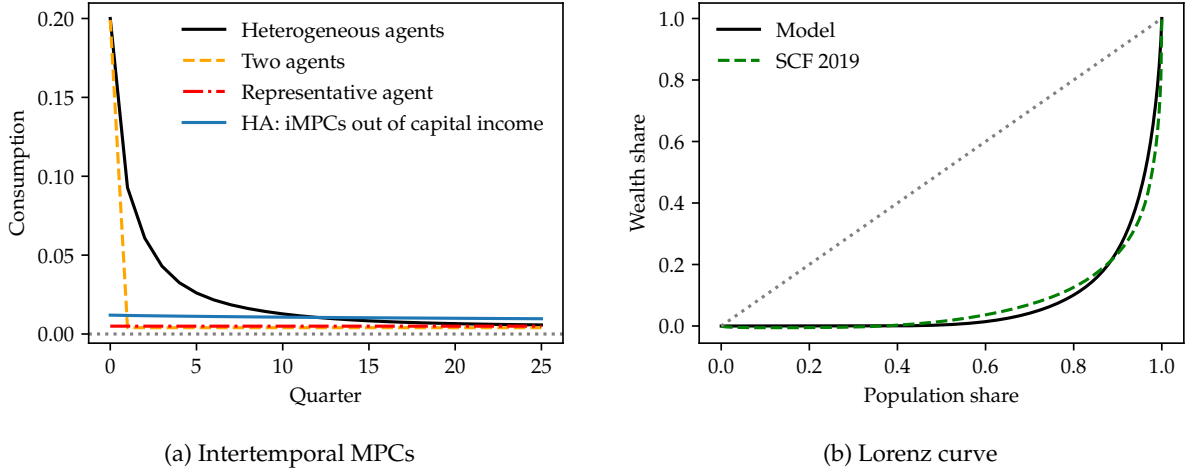 0.20
0.15
0.10
0.05
0.00
Consumption
Heterogeneous agents
Two agents
Representative agent
HA: iMPCs out of capital income
0 5 10 15 20 25
Quarter
(a) Intertemporal MPCs
1.0
0.8
0.6
0.4
0.2
0.0
Wealth share
Model
SCF 2019
0.0 0.2 0.4 0.6 0.8 1.0
Population share
(b) Lorenz curve